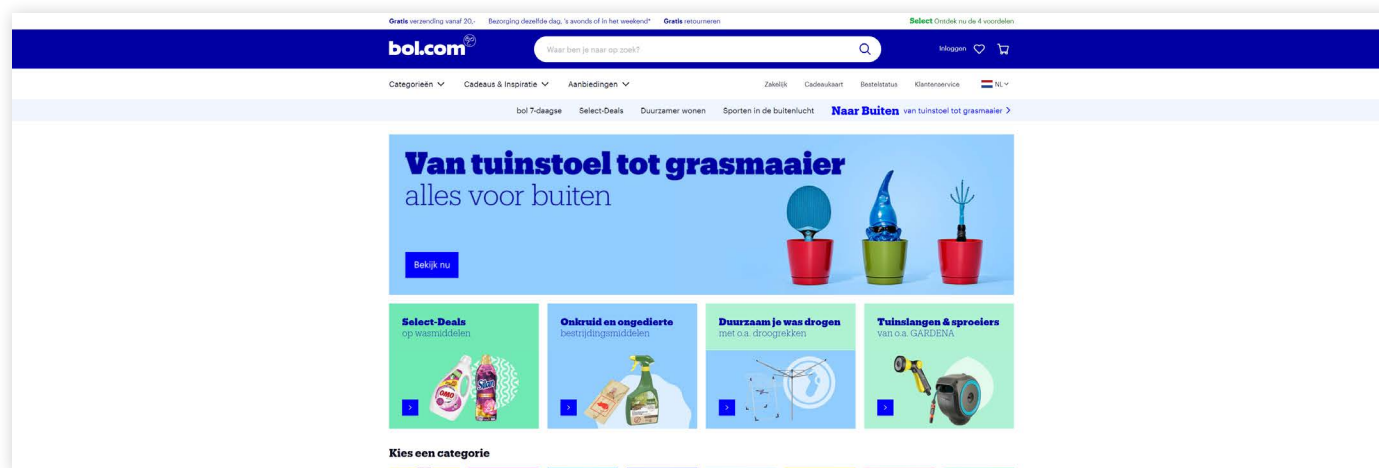 Gratis verzending vanaf 20,- Bezorging dezelfde dag, 's avonds of in het weekend* Gratis retourneren Select Ontdek nu de 4 voordelen
bol.com Waar ben je naar op zoek? Inloggen
Categorieën Cadeaus & Inspiratie Aanbiedingen Zakelijk Cadeaukaart Bestelstatus Klantenservice NL
bol 7-daagse Select-Deals Duurzamer wonen Sporten in de buitenlucht Naar Buiten van tuinstoel tot grasmaaier
Van tuinstoel tot grasmaaier
alles voor buiten
Bekijk nu
Select-Deals
op wasmiddelen
OMO
Silan
Onkruid en ongedierte
bestrijdingsmiddelen
Duurzaam je was drogen
met o.a. droogrekken
Tuinslangen & sproeiers
van o.a. GARDENA
Kies een categorie